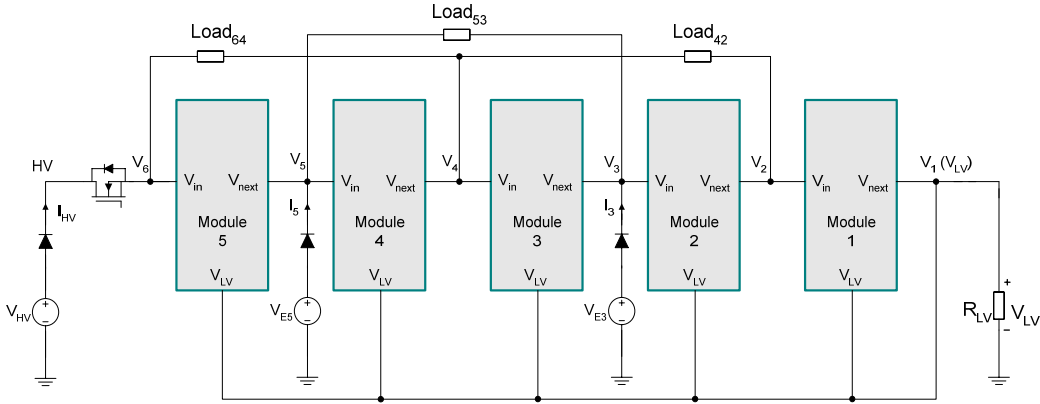 Load53
Load64
Load42
HV
V6
V5
V4
V3
V2
V1 (VLV)
Vin
Vnext
Vin
Vnext
Vin
Vnext
Vin
Vnext
Vin
Vnext
IHV
I5
I3
Module
5
Module
4
Module
3
Module
2
Module
1
VLV
VLV
VLV
VLV
VLV
VHV
+
−
VE5
+
−
VE3
+
−
RLV
+
VLV
−